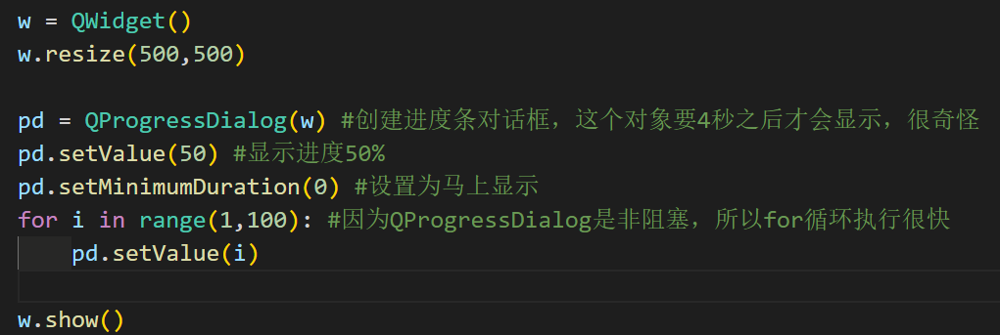 w = QWidget()
w.resize(500,500)
pd = QProgressDialog(w) #创建进度条对话框，这个对象要4秒之后才会显示，很奇怪
pd.setValue(50) #显示进度50%
pd.setMinimumDuration(0) #设置为马上显示
for i in range(1,100): #因为QProgressDialog是非阻塞，所以for循环执行很快
    pd.setValue(i)
w.show()